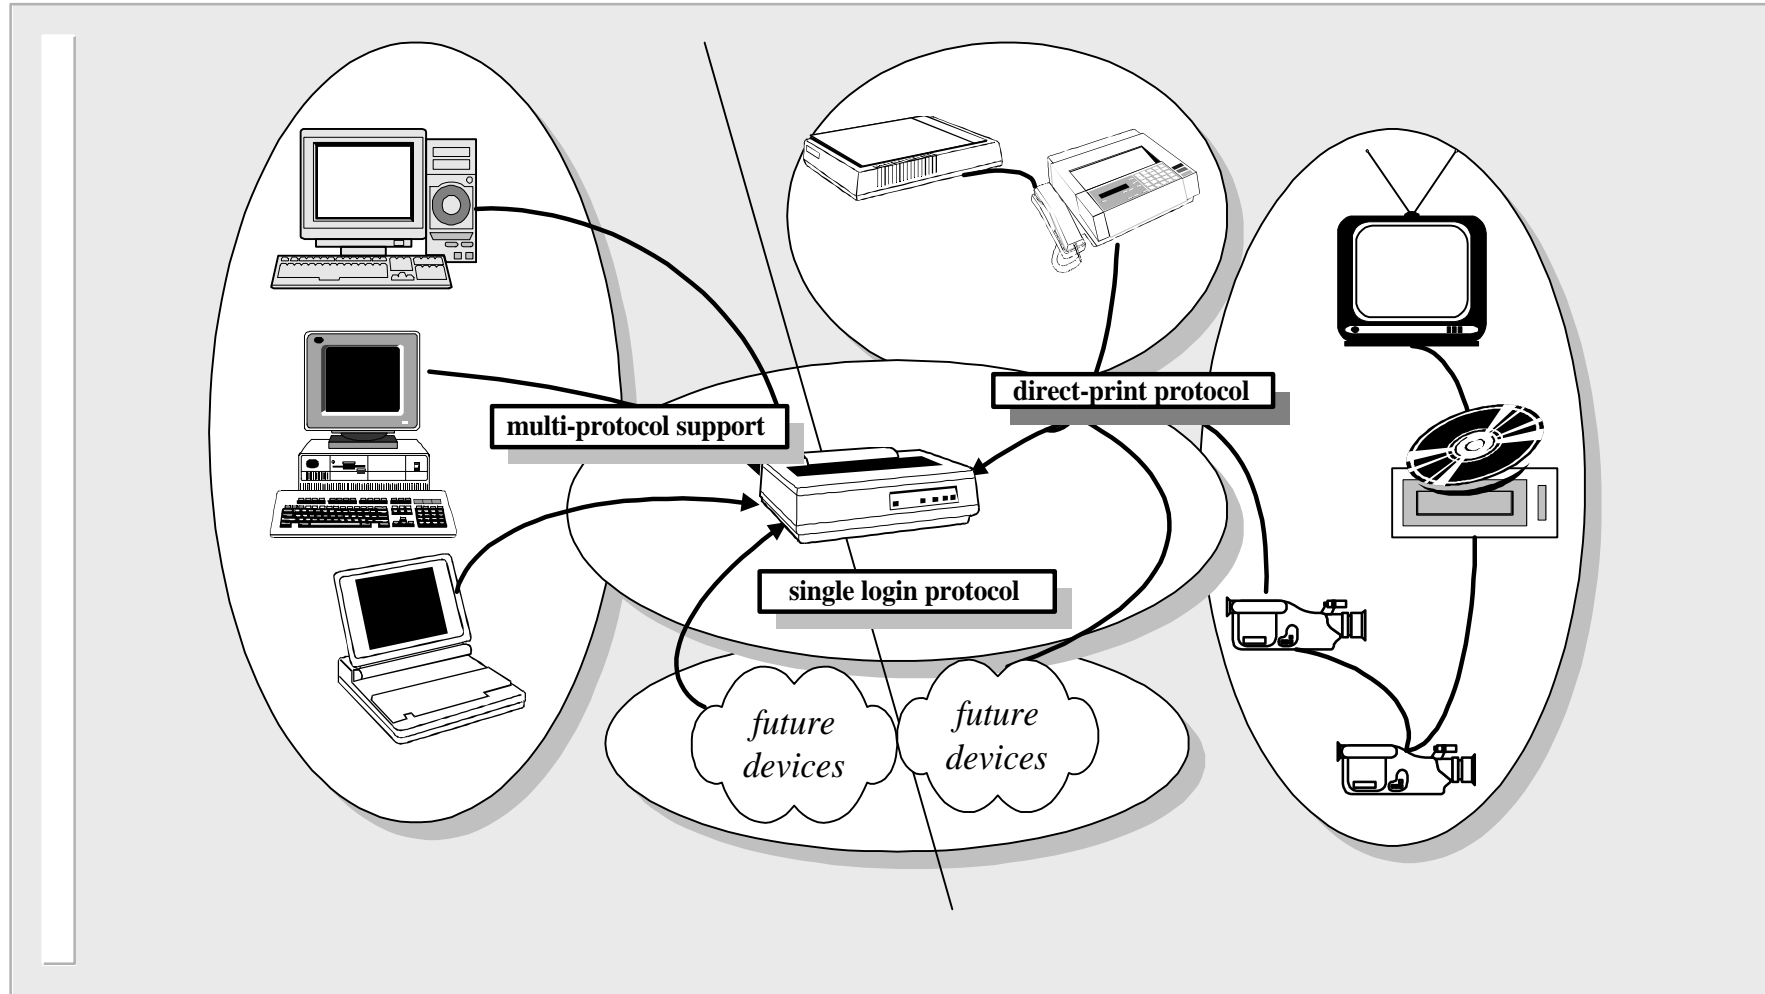 direct-print protocol
multi-protocol support
single login protocol
future
devices
future
devices